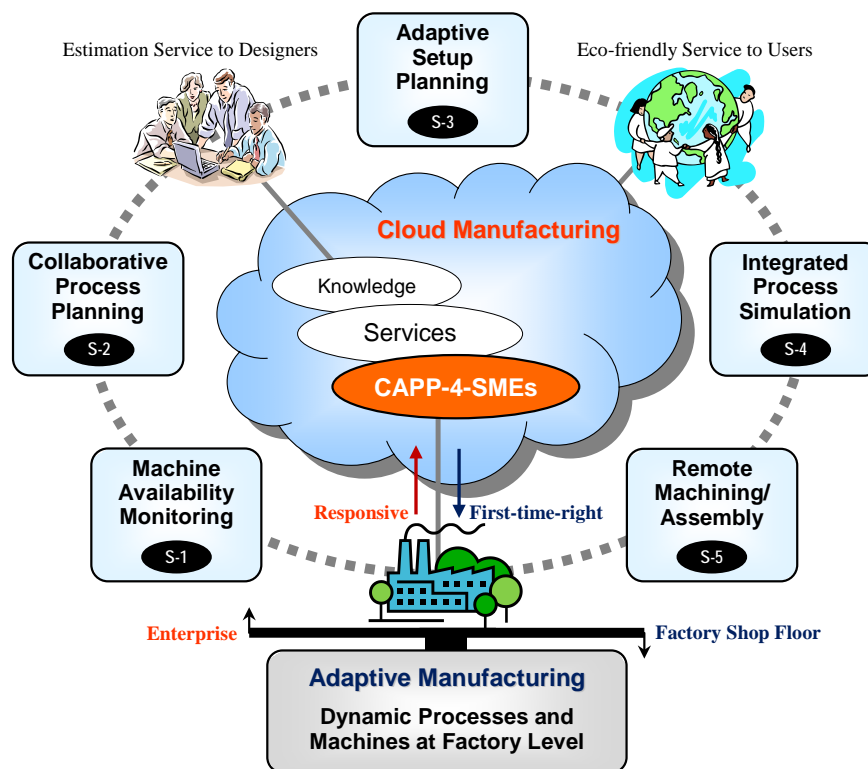 Estimation Service to Designers
Adaptive
Setup
Planning
S-3
Eco-friendly Service to Users
Cloud Manufacturing
Collaborative
Process
Planning
S-2
Knowledge
Services
CAPP-4-SMEs
Integrated
Process
Simulation
S-4
Machine
Availability
Monitoring
S-1
Responsive
First-time-right
Remote
Machining/
Assembly
S-5
Enterprise
Factory Shop Floor
Adaptive Manufacturing
Dynamic Processes and
Machines at Factory Level